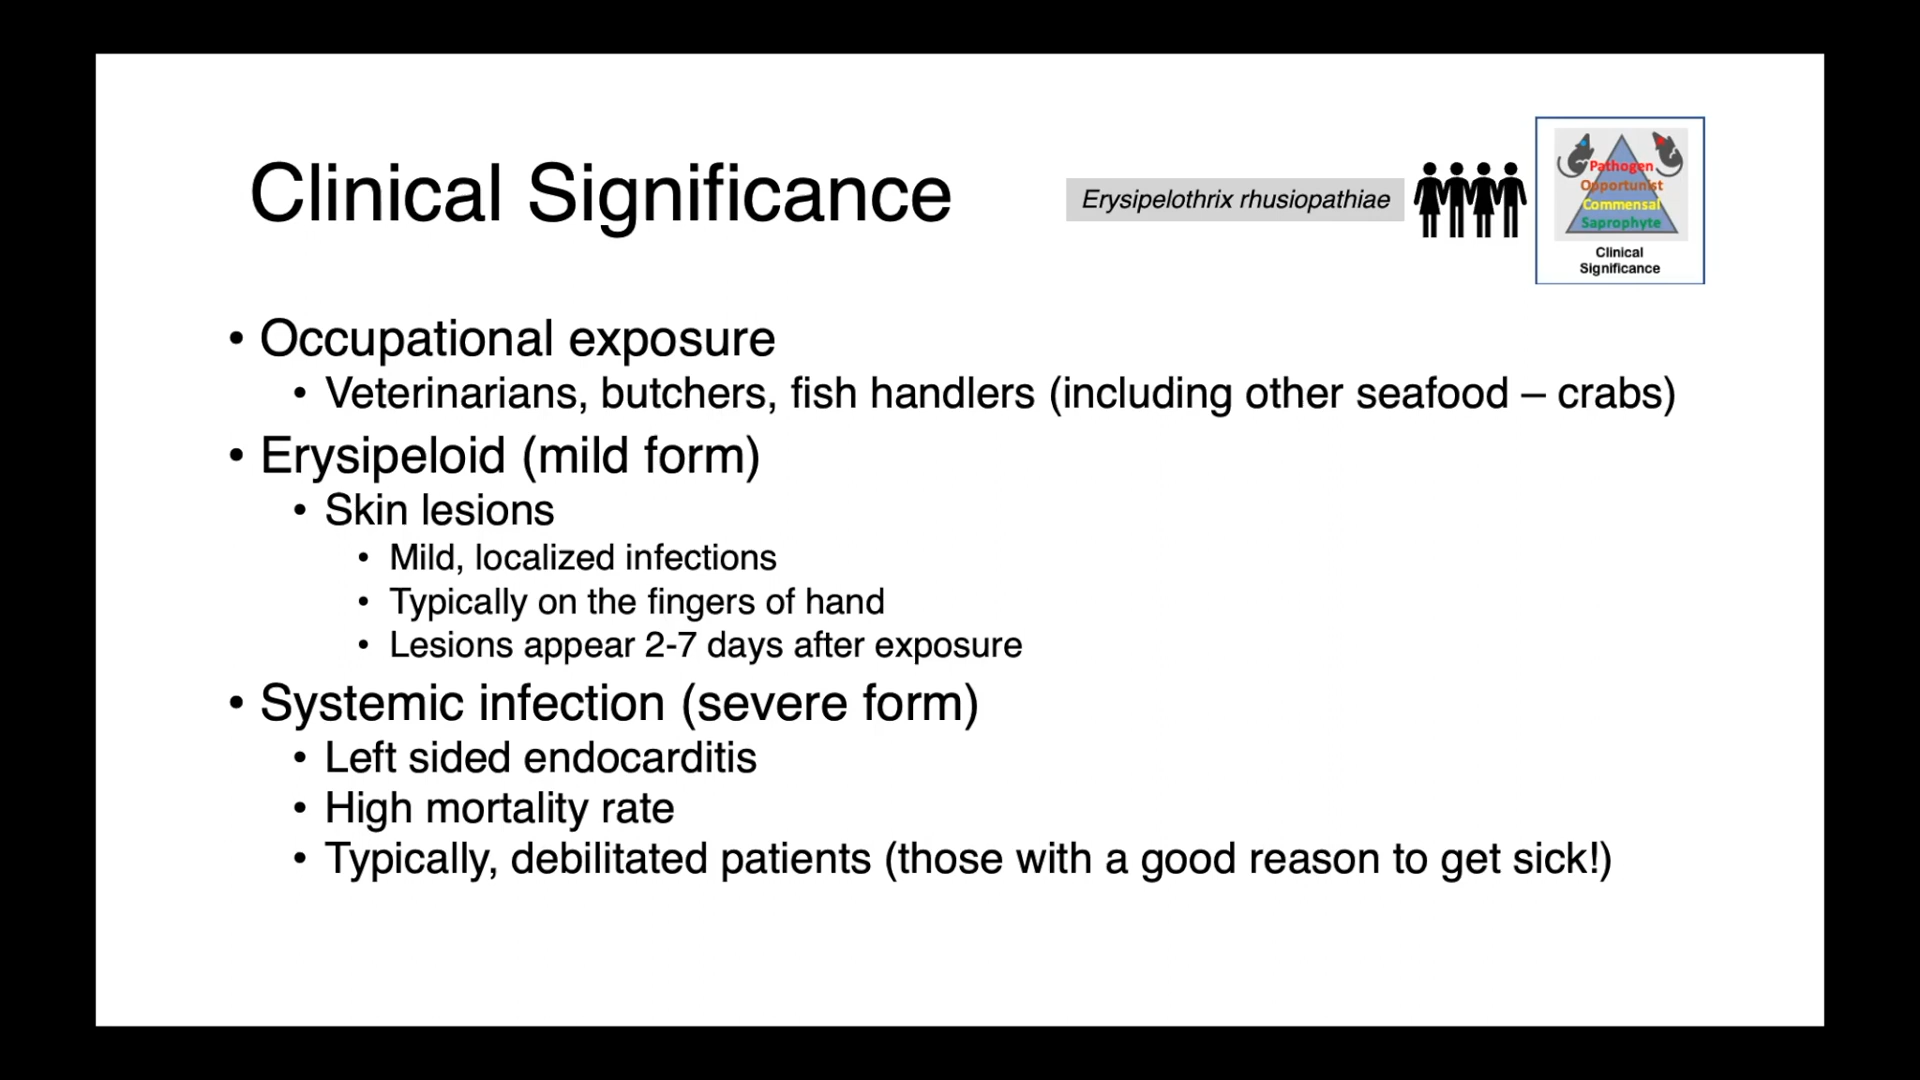 Clinical Significance
Erysipelothrix rhusiopathiae
Pathogen
Opportunist
Commensal
Saprophyte
Clinical
Significance
• Occupational exposure
• Veterinarians, butchers, fish handlers (including other seafood – crabs)
• Erysipeloid (mild form)
• Skin lesions
• Mild, localized infections
• Typically on the fingers of hand
• Lesions appear 2-7 days after exposure
• Systemic infection (severe form)
• Left sided endocarditis
• High mortality rate
• Typically, debilitated patients (those with a good reason to get sick!)